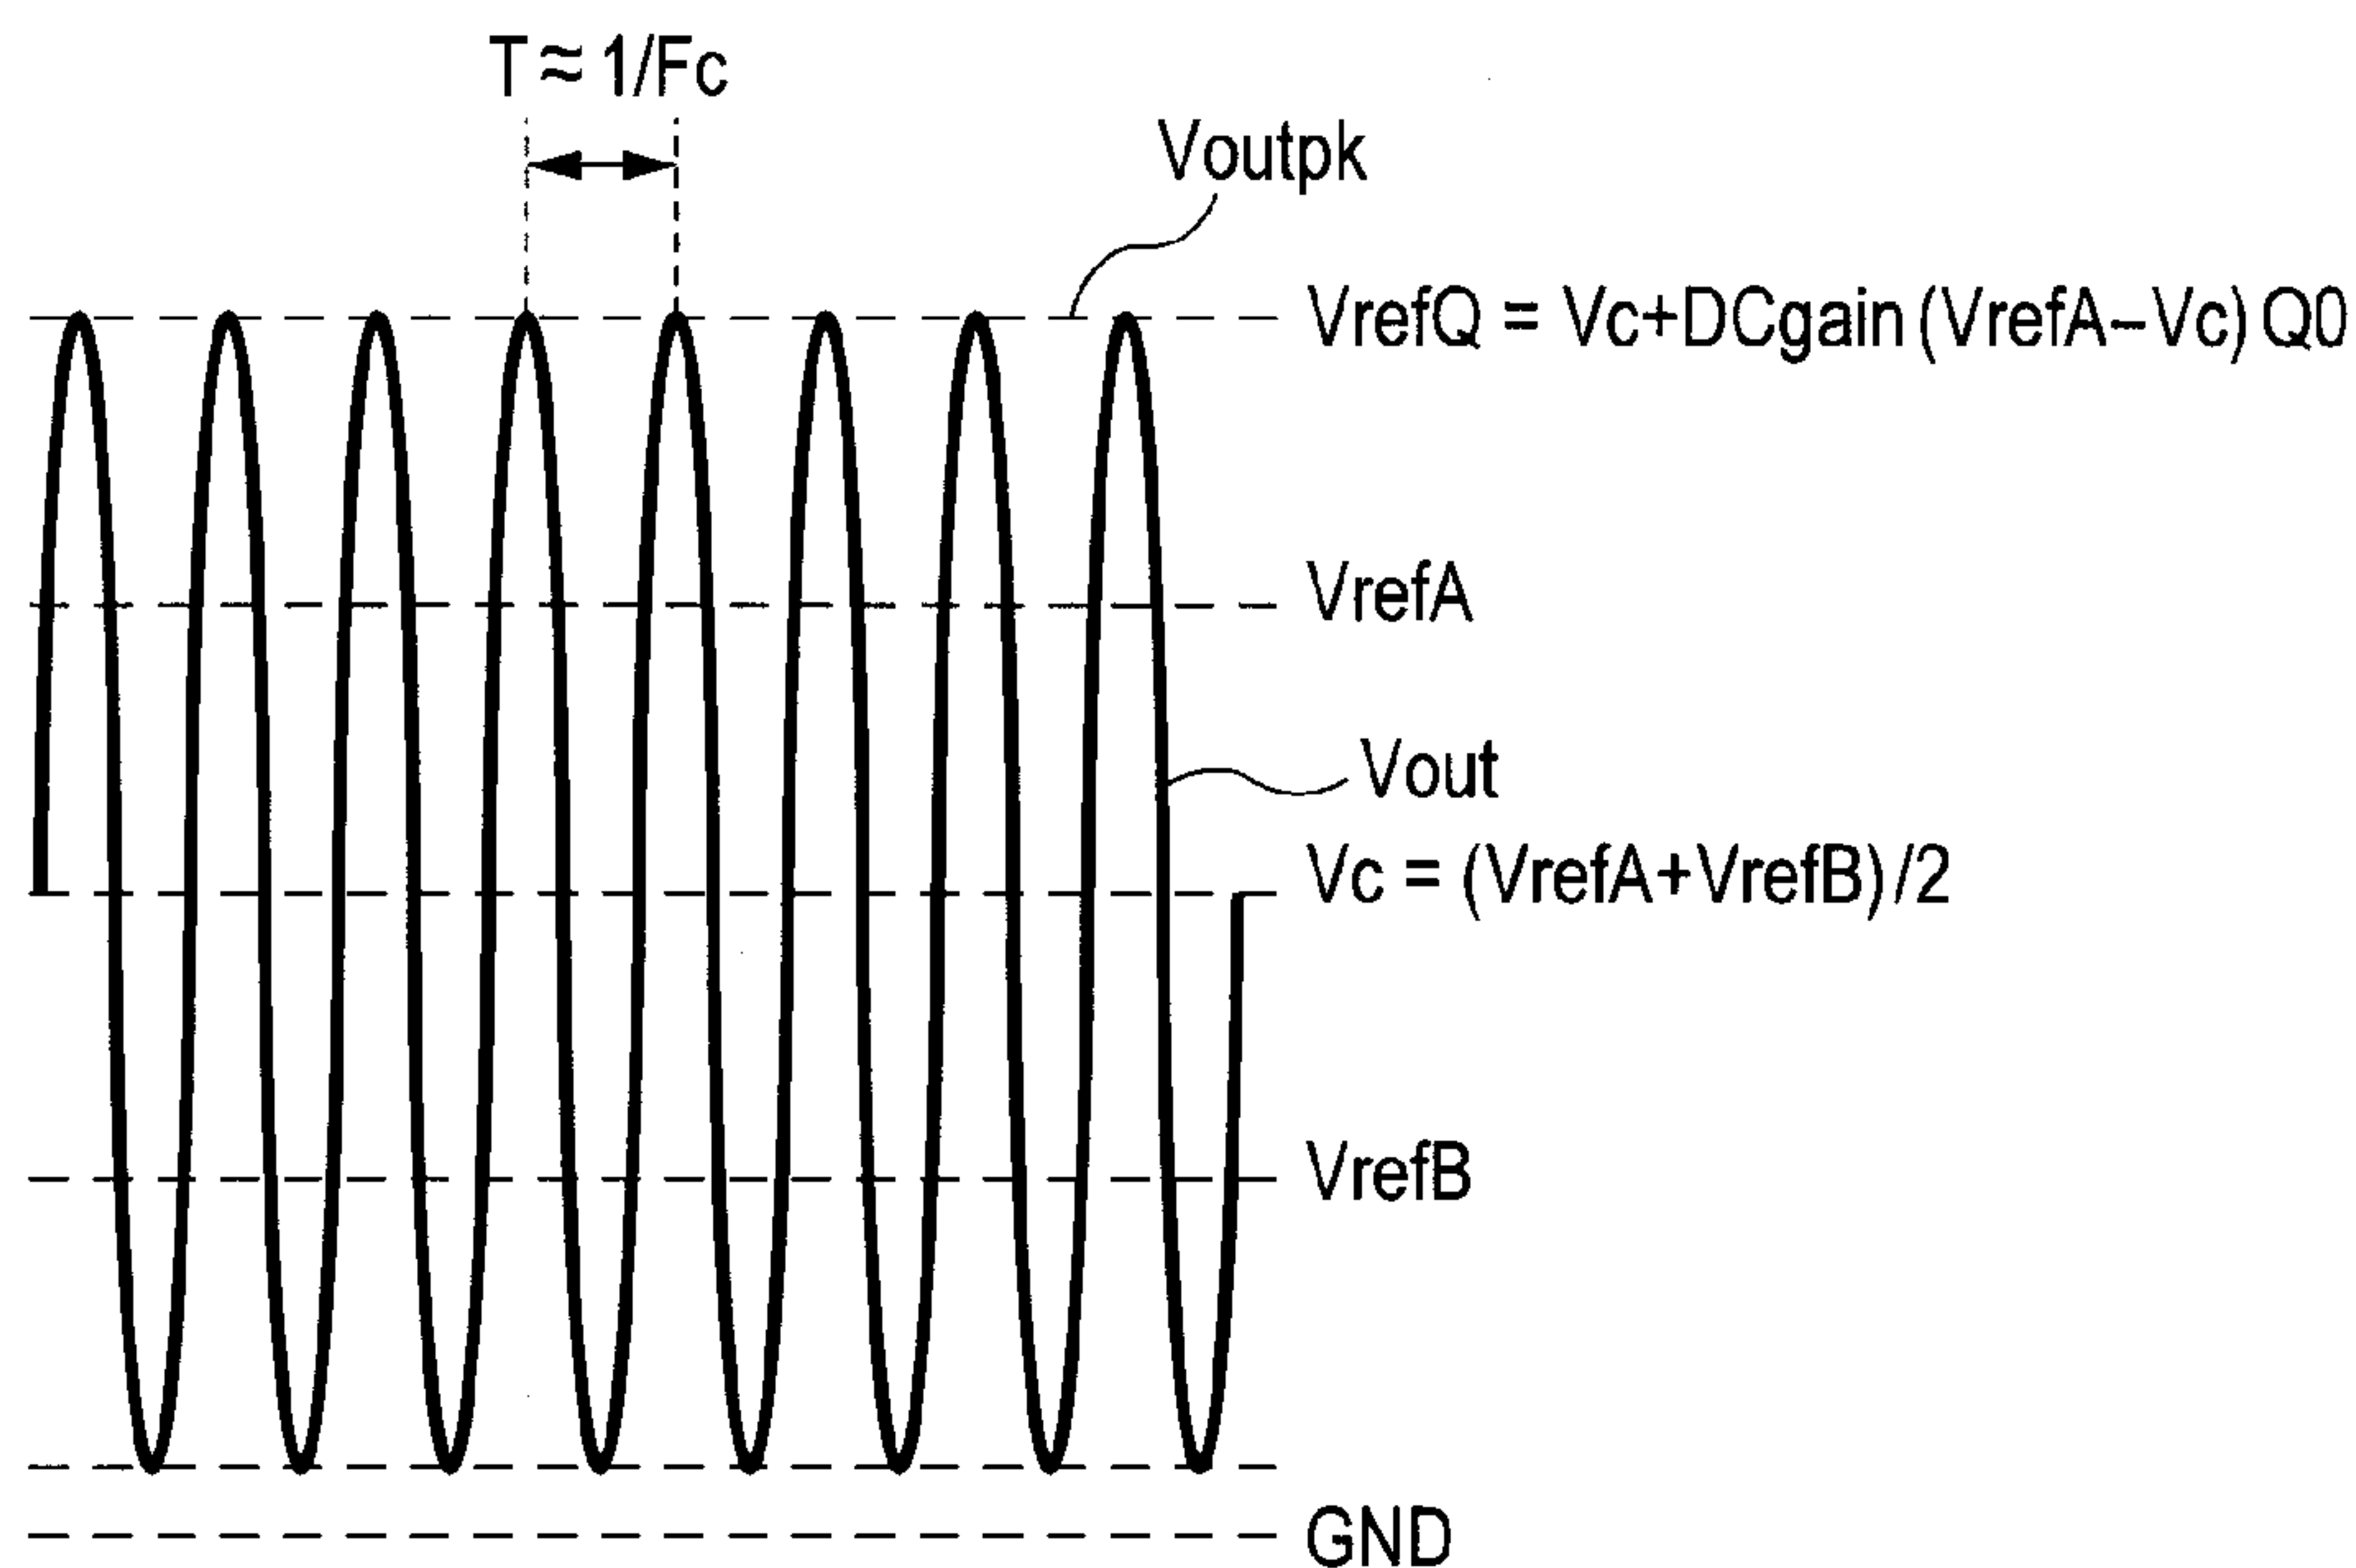 T ≈ 1/Fc
Voutpk
VrefQ = Vc+DCgain (VrefA–Vc) Q0
VrefA
Vout
Vc = (VrefA+VrefB) /2
VrefB
GND